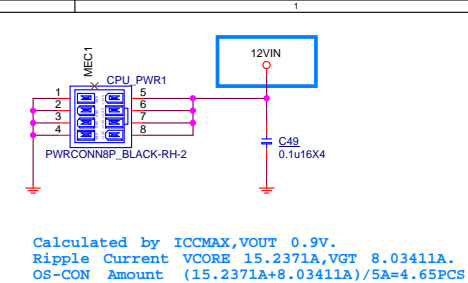 1
12VIN
MEC1
CPU_PWR1
1
5
2
6
3
7
4
8
PWRCONN8P_BLACK-RH-2
C49
0.1u16X4
Calculated by ICCMAX,VOUT 0.9V.
Ripple Current VCORE 15.2371A,VGT 8.03411A.
OS-CON Amount (15.2371A+8.03411A)/5A=4.65PCS